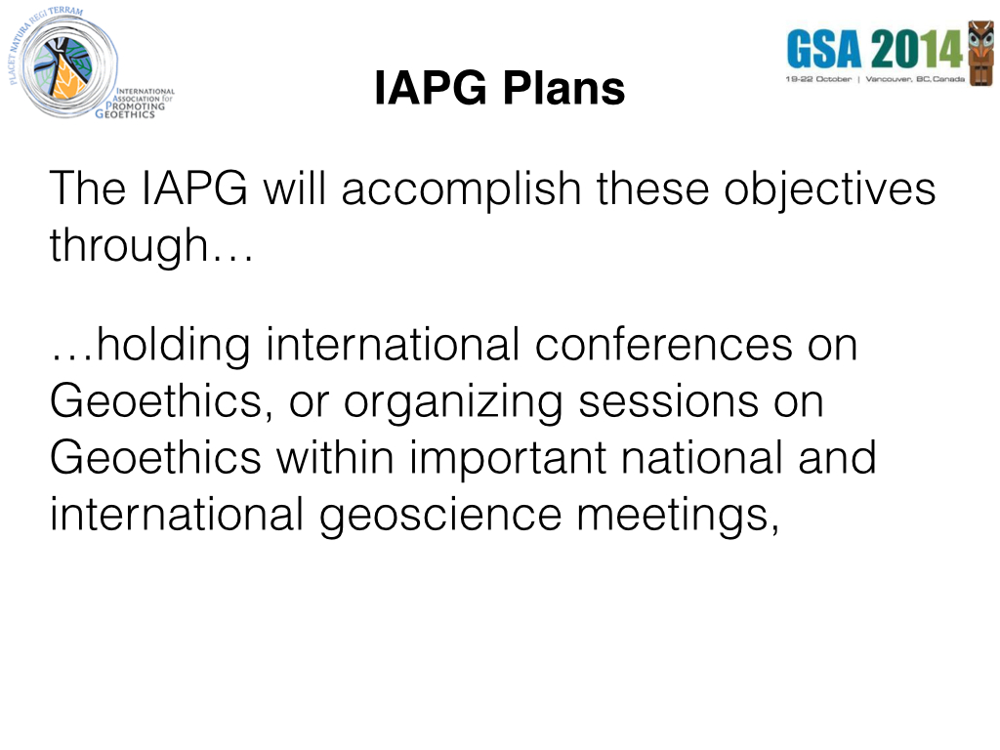 PLACET NATURA REGI TERRAM
INTERNATIONAL
ASSOCIATION for
PROMOTING
GEOETHICS
GSA 2014
19-22 October | Vancouver, BC, Canada
IAPG Plans
The IAPG will accomplish these objectives
through…
…holding international conferences on
Geoethics, or organizing sessions on
Geoethics within important national and
international geoscience meetings,